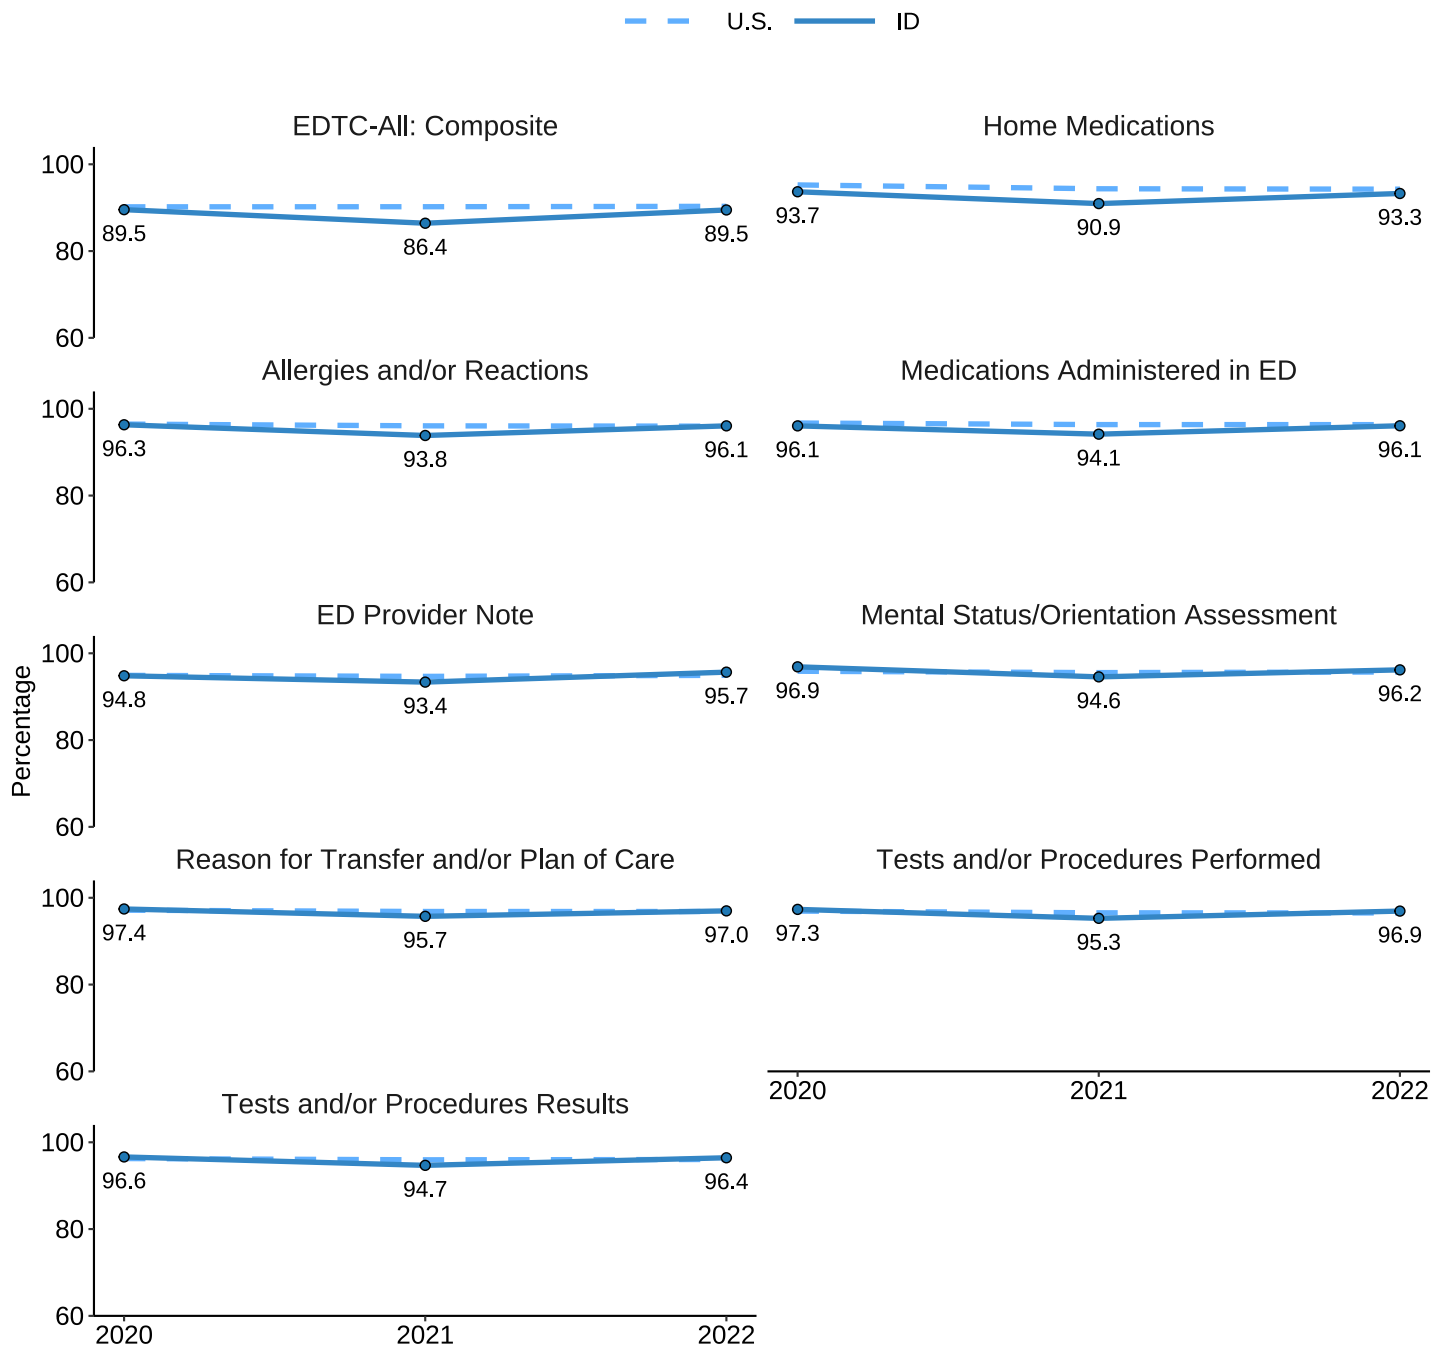 U.S. ID
EDTC-All: Composite
Home Medications
100
80
60
89.5 86.4 89.5
93.7 90.9 93.3
Allergies and/or Reactions
Medications Administered in ED
100
80
60
96.3 93.8 96.1
96.1 94.1 96.1
ED Provider Note
Mental Status/Orientation Assessment
Percentage
100
80
60
94.8 93.4 95.7
96.9 94.6 96.2
Reason for Transfer and/or Plan of Care
Tests and/or Procedures Performed
100
80
60
97.4 95.7 97.0
97.3 95.3 96.9
2020 2021 2022
Tests and/or Procedures Results
100
80
60
96.6 94.7 96.4
2020 2021 2022